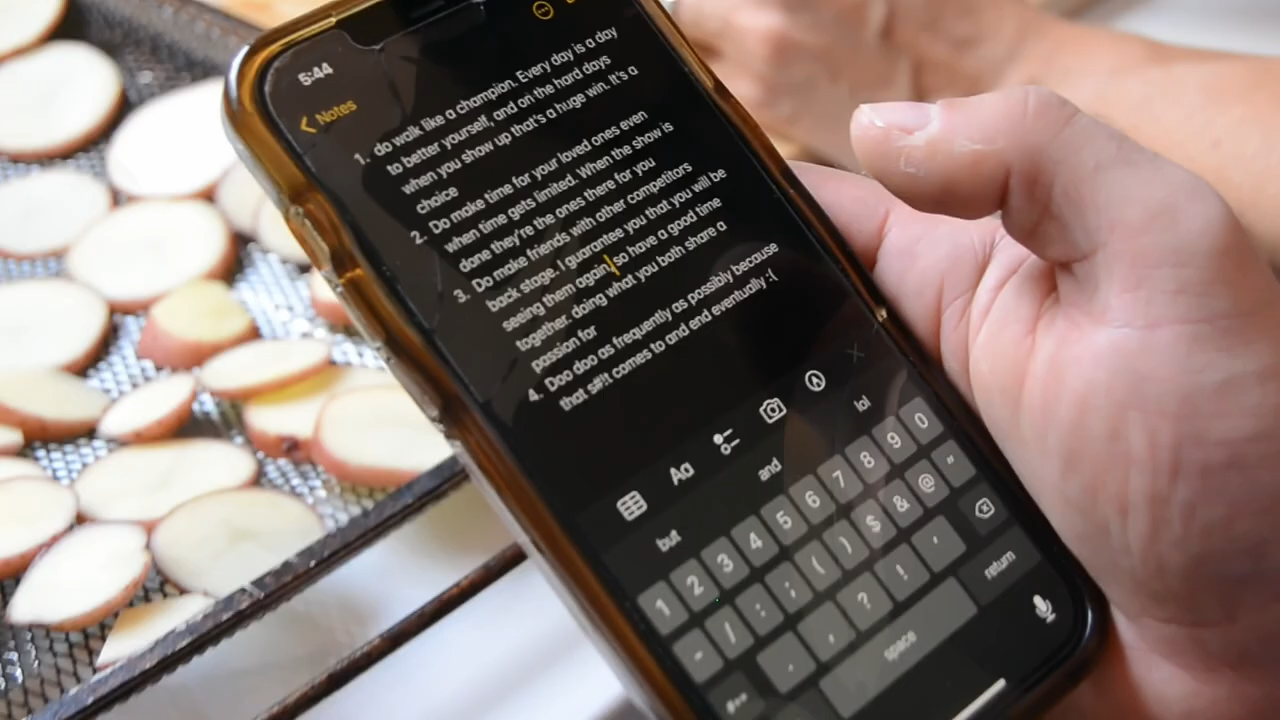 5:44
Notes
1. do walk like a champion. Every day is a day
to better yourself, and on the hard days
when you show up that's a huge win. It's a
choice
2. Do make time for your loved ones even
when time gets limited. When the show is
done they're the ones there for you
3. Do make friends with other competitors
back stage. I guarantee you that you will be
seeing them again, so have a good time
together. doing what you both share a
passion for
4. Doo doo as frequently as possibly because
that s#!t comes to and end eventually :(
Aa
but and lol
1 2 3 4 5 6 7 8 9 0
- / : ; ( ) $ & @ "
#+= . , ? ! '
space return